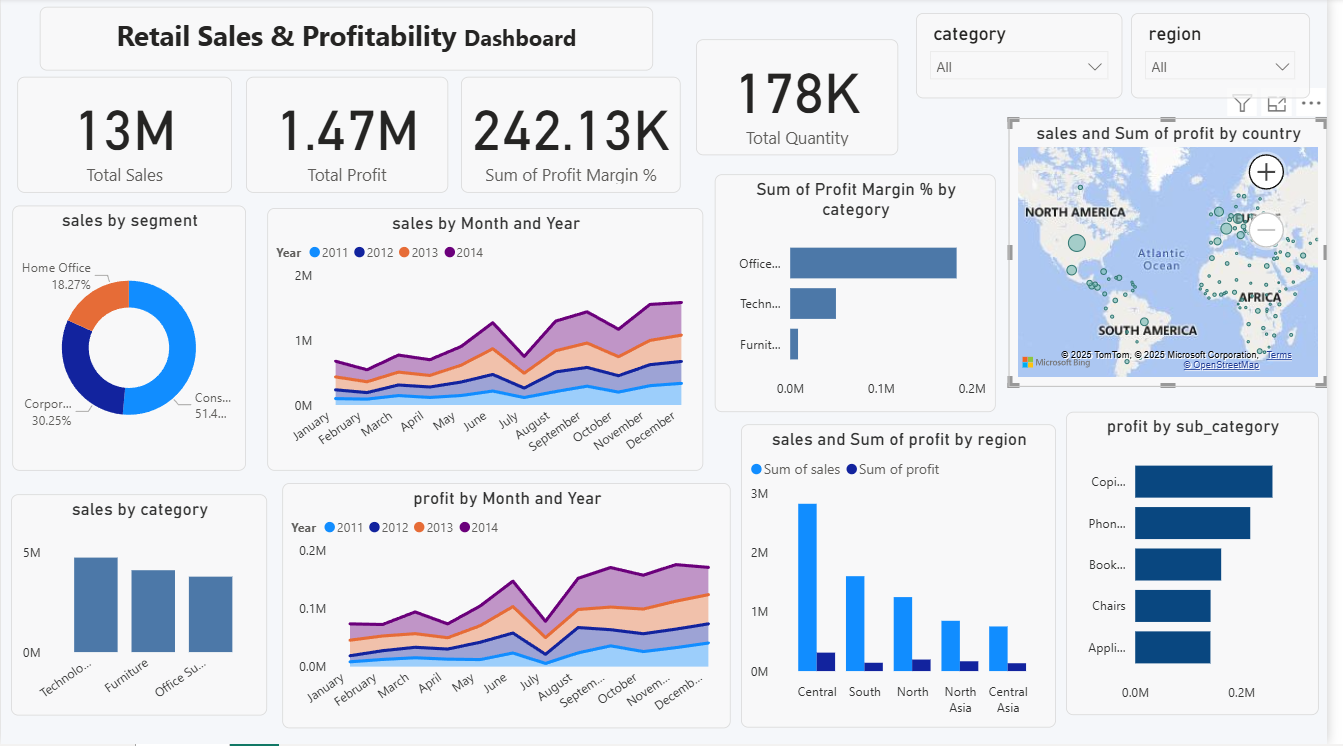 Retail Sales & Profitability Dashboard
category
All
region
All
13M
Total Sales
1.47M
Total Profit
242.13K
Sum of Profit Margin %
178K
Total Quantity
sales and Sum of profit by country
NORTH AMERICA
Atlantic
Ocean
AFRICA
SOUTH AMERICA
Microsoft Bing
© 2025 TomTom, © 2025 Microsoft Corporation, Terms
© OpenStreetMap
sales by segment
Home Office
18.27%
Corpor...
30.25%
Cons...
51.4...
sales by Month and Year
Year 2011 2012 2013 2014
2M
1M
0M
January
February
March
April
May
June
July
August
September
October
November
December
Sum of Profit Margin % by
category
Office...
Techn...
Furnit...
0.0M 0.1M 0.2M
sales by category
5M
0M
Technolo...
Furniture
Office Su...
profit by Month and Year
Year 2011 2012 2013 2014
0.2M
0.1M
0.0M
January
February
March
April
May
June
July
August
Septem...
October
Novem...
Decemb...
sales and Sum of profit by region
Sum of sales Sum of profit
3M
2M
1M
0M
Central
South
North
North
Asia
Central
Asia
profit by sub_category
Copi...
Phon...
Book...
Chairs
Appli...
0.0M 0.2M